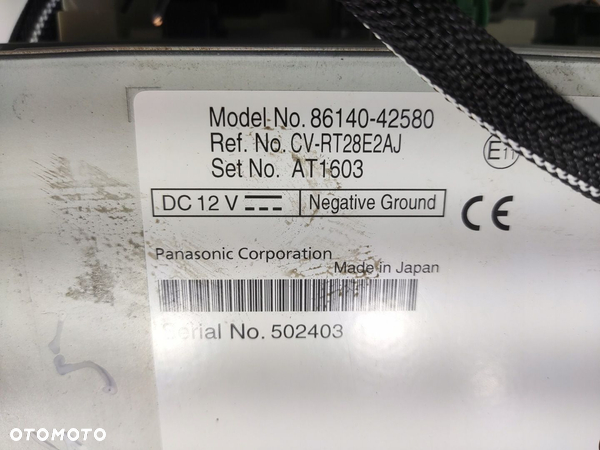 Model No. 86140-42580
Ref. No. CV-RT28E2AJ
Set No. AT1603
E11
DC 12 V Negative Ground
CE
Panasonic Corporation
Made in Japan
Serial No. 502403
OTOMOTO